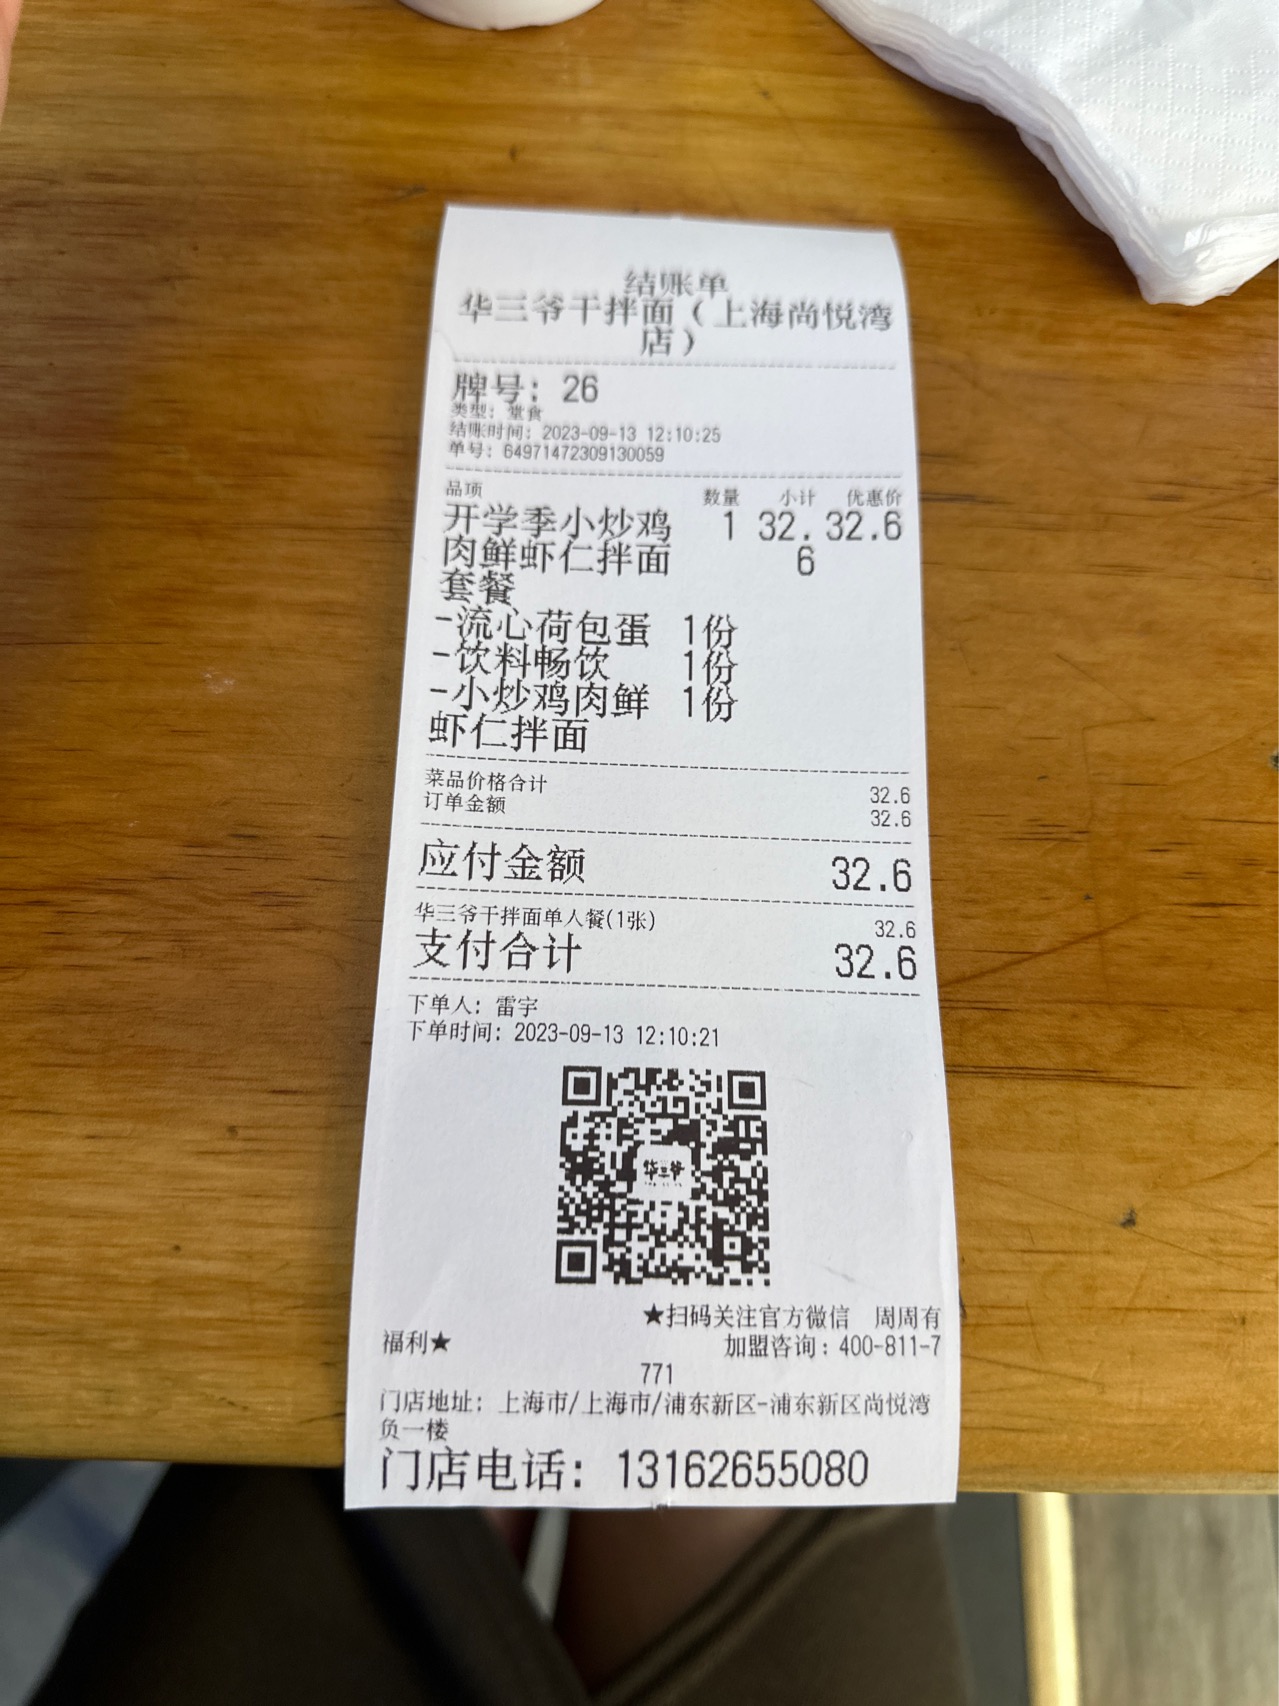 结账单
华三爷干拌面（上海尚悦湾
店）
牌号：26
类型：堂食
结账时间：2023-09-13 12:10:25
单号：64971472309130059
品项 数量 小计 优惠价
开学季小炒鸡 1 32. 32.6
肉鲜虾仁拌面 6
套餐
-流心荷包蛋 1份
-饮料畅饮 1份
-小炒鸡肉鲜 1份
虾仁拌面
菜品价格合计 32.6
订单金额 32.6
应付金额 32.6
华三爷干拌面单人餐(1张) 32.6
支付合计 32.6
下单人：雷宇
下单时间：2023-09-13 12:10:21
华三爷
★扫码关注官方微信 周周有
福利★ 加盟咨询：400-811-7
771
门店地址：上海市/上海市/浦东新区-浦东新区尚悦湾
负一楼
门店电话：13162655080